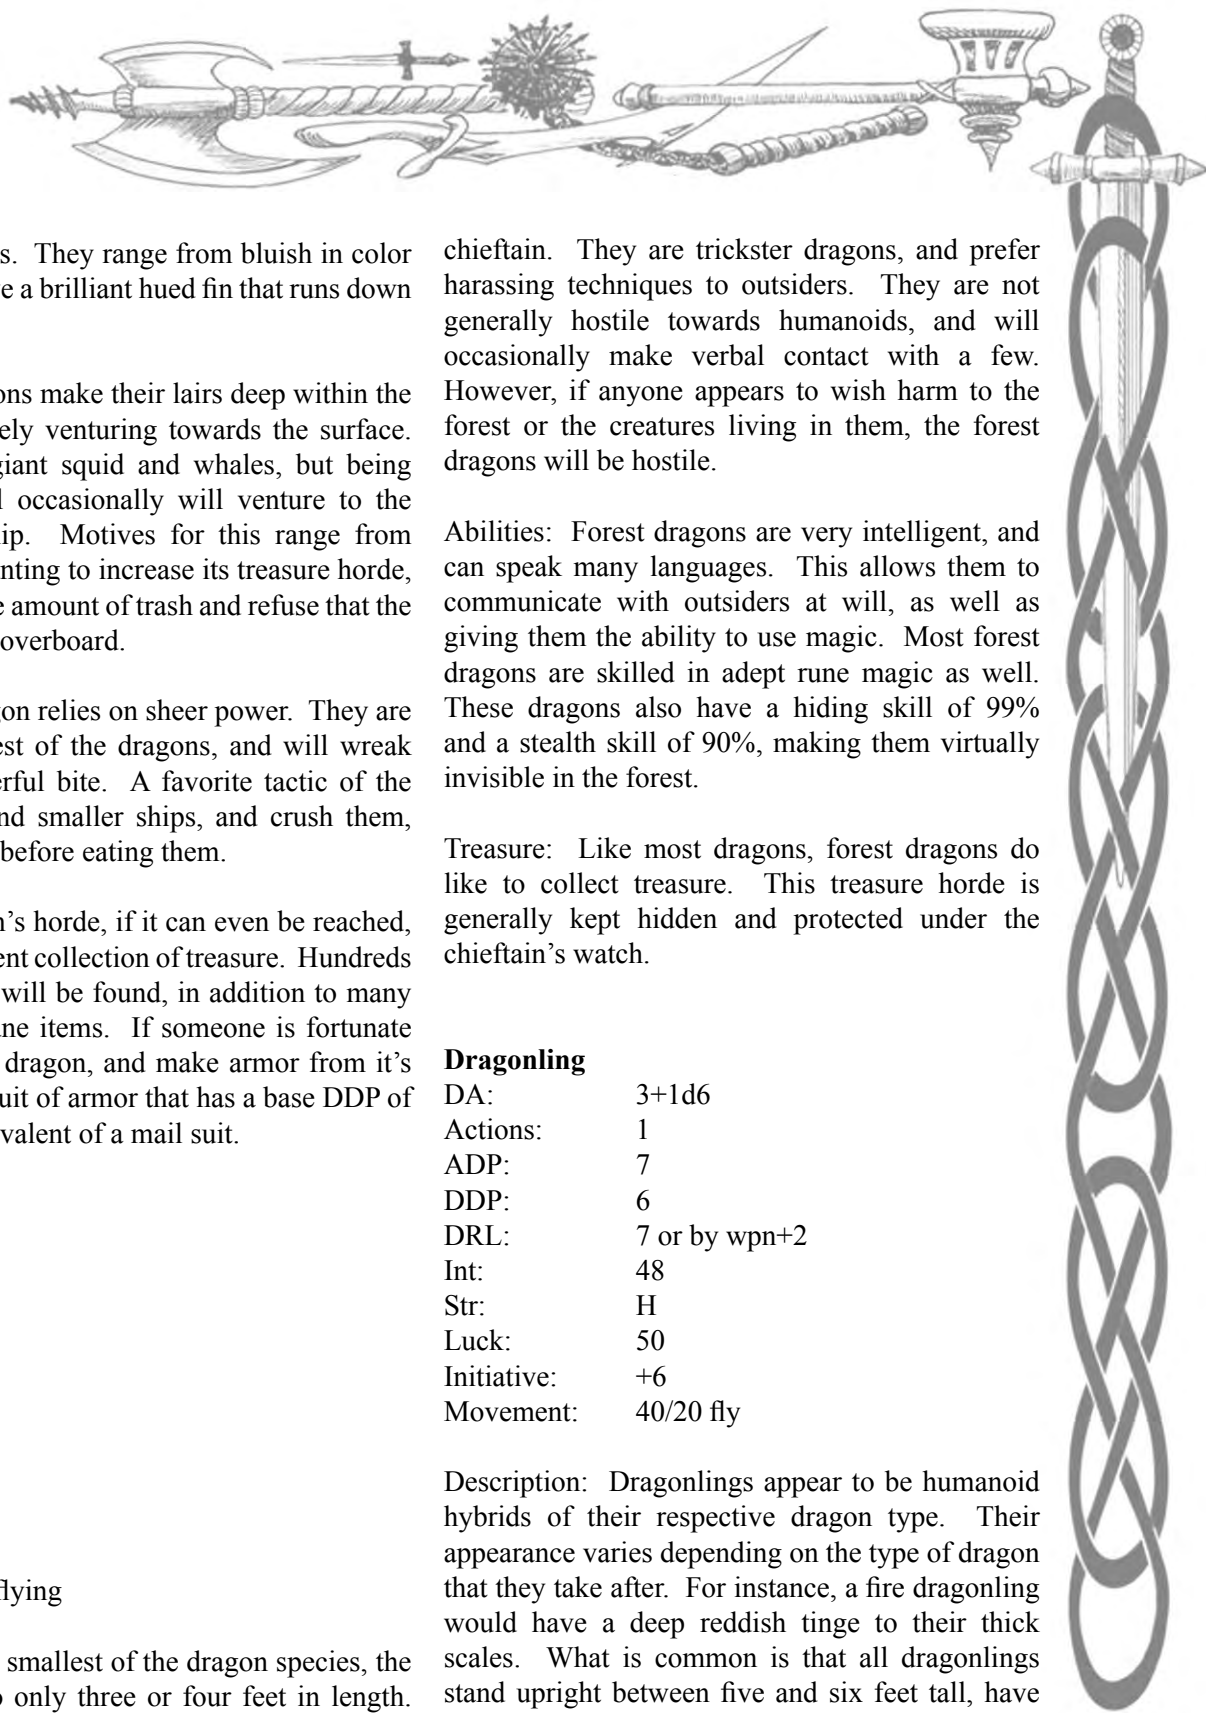 s. They range from bluish in color
e a brilliant hued fin that runs down
ons make their lairs deep within the
ely venturing towards the surface.
giant squid and whales, but being
l occasionally will venture to the
ip. Motives for this range from
nting to increase its treasure horde,
e amount of trash and refuse that the
overboard.
gon relies on sheer power. They are
est of the dragons, and will wreak
erful bite. A favorite tactic of the
nd smaller ships, and crush them,
before eating them.
n’s horde, if it can even be reached,
ent collection of treasure. Hundreds
will be found, in addition to many
ne items. If someone is fortunate
dragon, and make armor from it’s
uit of armor that has a base DDP of
valent of a mail suit.
flying
smallest of the dragon species, the
o only three or four feet in length.
chieftain. They are trickster dragons, and prefer
harassing techniques to outsiders. They are not
generally hostile towards humanoids, and will
occasionally make verbal contact with a few.
However, if anyone appears to wish harm to the
forest or the creatures living in them, the forest
dragons will be hostile.
Abilities: Forest dragons are very intelligent, and
can speak many languages. This allows them to
communicate with outsiders at will, as well as
giving them the ability to use magic. Most forest
dragons are skilled in adept rune magic as well.
These dragons also have a hiding skill of 99%
and a stealth skill of 90%, making them virtually
invisible in the forest.
Treasure: Like most dragons, forest dragons do
like to collect treasure. This treasure horde is
generally kept hidden and protected under the
chieftain’s watch.
Dragonling
DA: 3+1d6
Actions: 1
ADP: 7
DDP: 6
DRL: 7 or by wpn+2
Int: 48
Str: H
Luck: 50
Initiative: +6
Movement: 40/20 fly
Description: Dragonlings appear to be humanoid
hybrids of their respective dragon type. Their
appearance varies depending on the type of dragon
that they take after. For instance, a fire dragonling
would have a deep reddish tinge to their thick
scales. What is common is that all dragonlings
stand upright between five and six feet tall, have